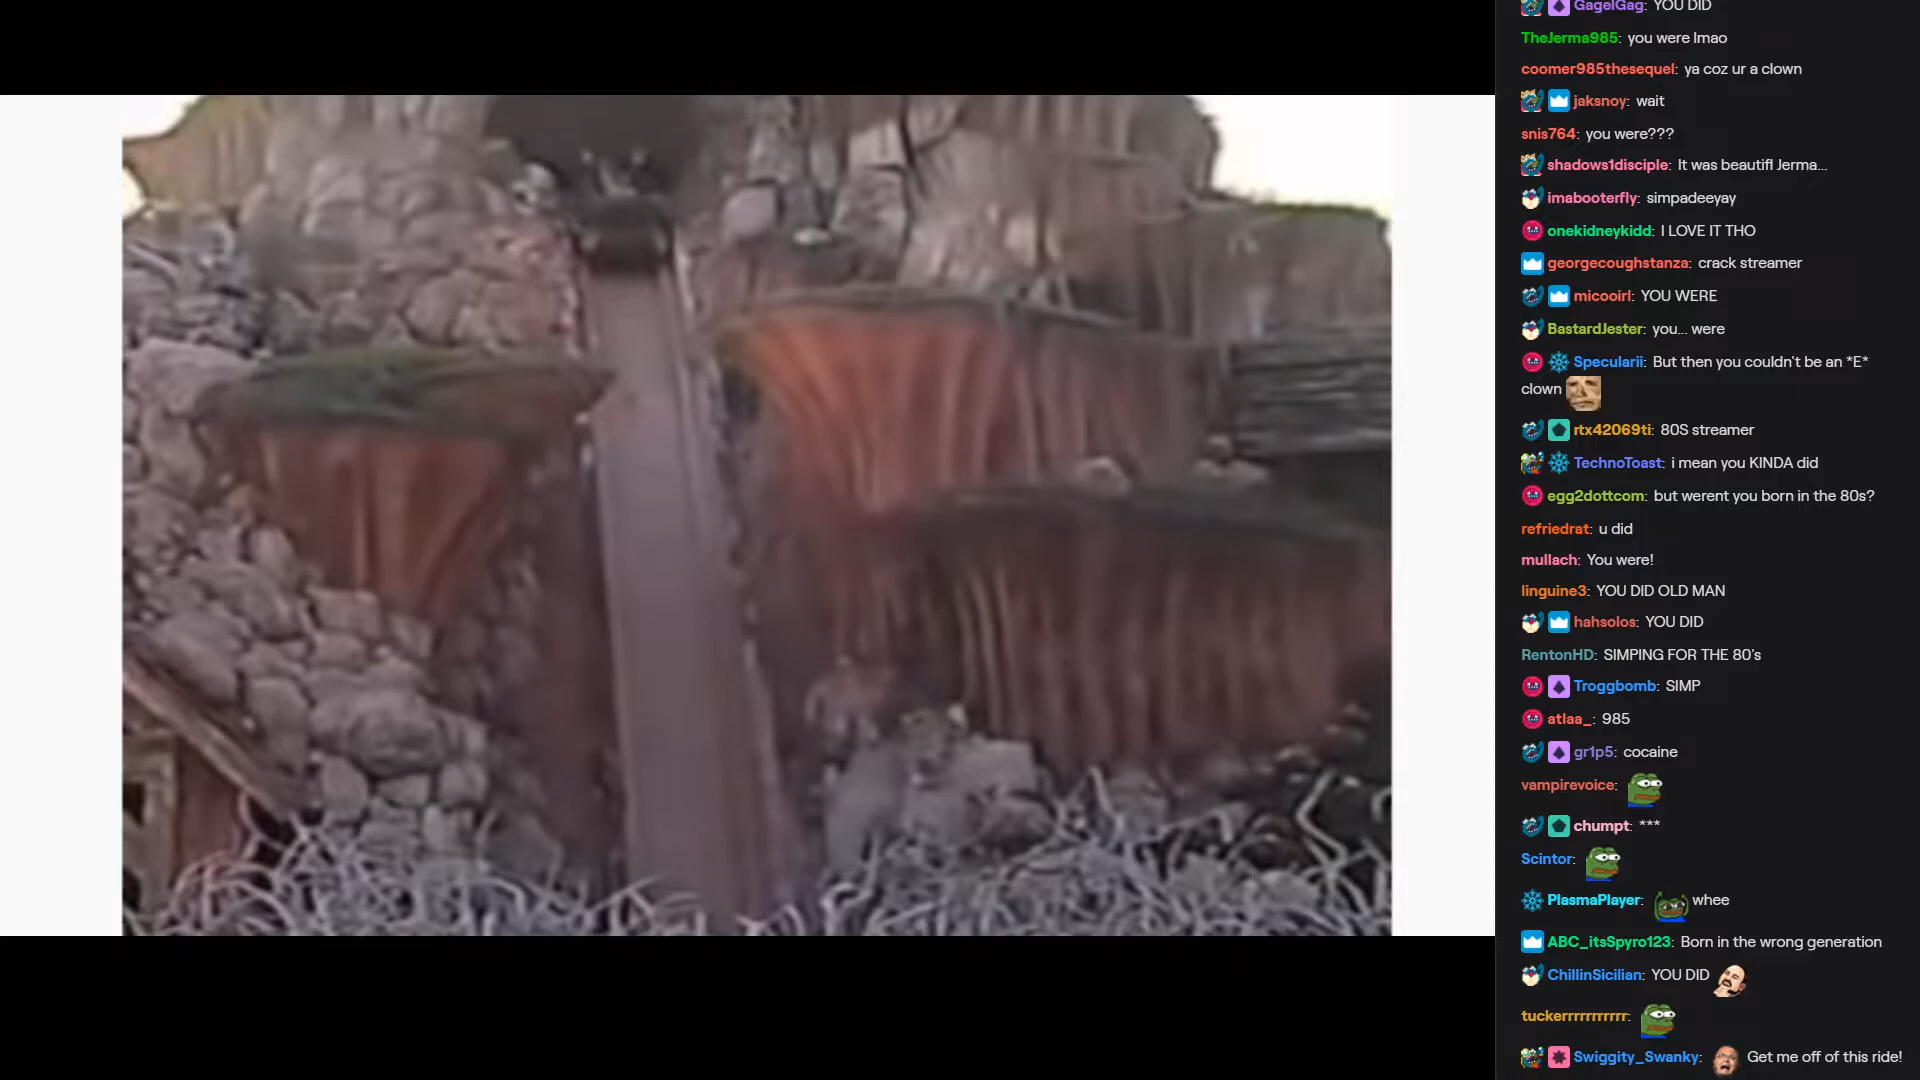 GagelGag: YOU DID
TheJerma985: you were lmao
coomer985thesequel: ya coz ur a clown
jaksnoy: wait
snis764: you were???
shadows1disciple: It was beautifl Jerma...
imabooterfly: simpadeeyay
onekidneykidd: I LOVE IT THO
georgecoughstanza: crack streamer
micooirl: YOU WERE
BastardJester: you... were
Specularii: But then you couldn't be an *E*
clown
rtx42069ti: 80S streamer
TechnoToast: i mean you KINDA did
egg2dottcom: but werent you born in the 80s?
refriedrat: u did
mullach: You were!
linguine3: YOU DID OLD MAN
hahsolos: YOU DID
RentonHD: SIMPING FOR THE 80's
Troggbomb: SIMP
atlaa_: 985
gr1p5: cocaine
vampirevoice:
chumpt: ***
Scintor:
PlasmaPlayer: whee
ABC_itsSpyro123: Born in the wrong generation
ChillinSicilian: YOU DID
tuckerrrrrrrrrrr:
Swiggity_Swanky: Get me off of this ride!